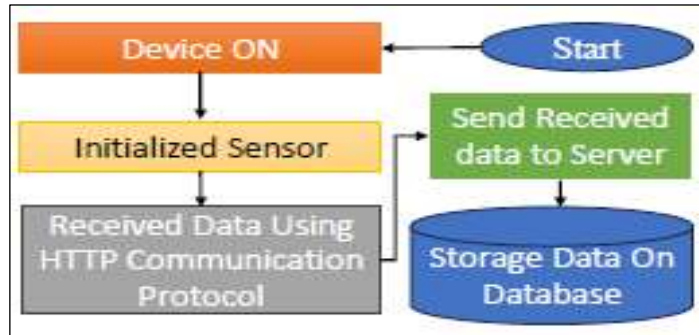 Start
Device ON
Initialized Sensor
Received Data Using
HTTP Communication
Protocol
Send Received
data to Server
Storage Data On
Database